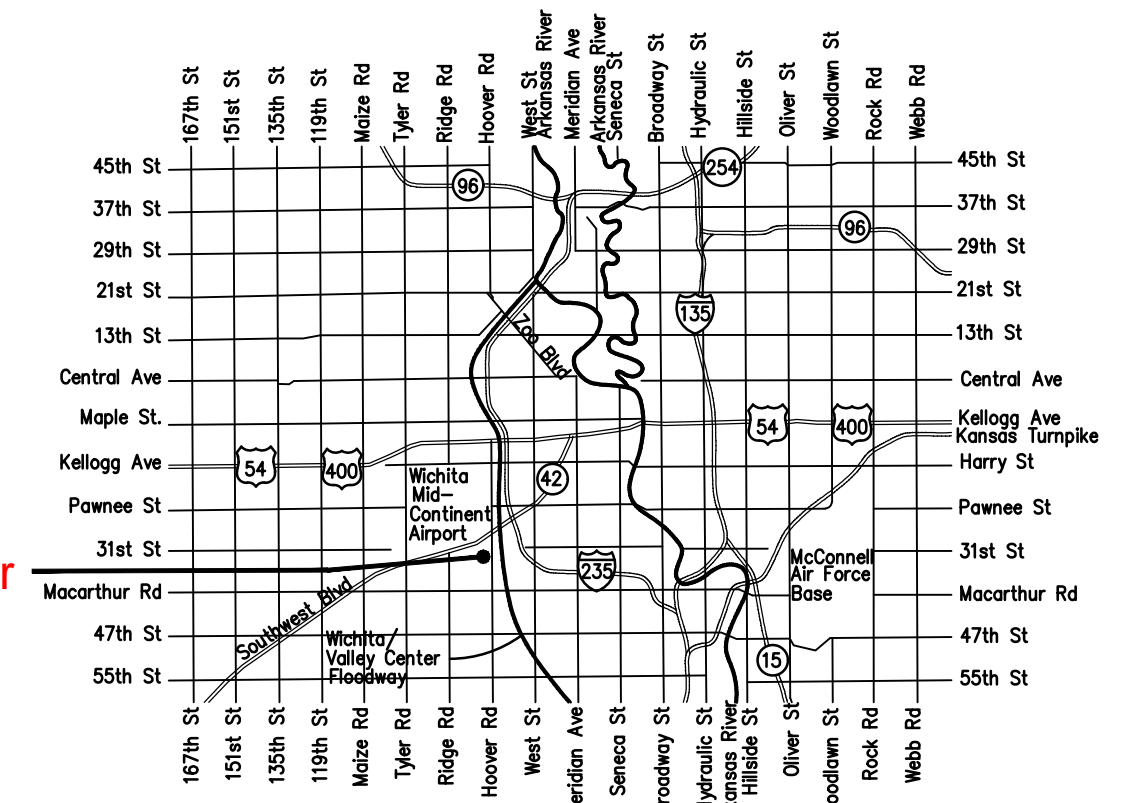 167th St
151st St
135th St
119th St
Maize Rd
Tyler Rd
Ridge Rd
Hoover Rd
West St
Arkansas River
Meridian Ave
Arkansas River
Seneca St
Broadway St
Hydraulic St
Hillside St
Oliver St
Woodlawn St
Rock Rd
Webb Rd
45th St
254
45th St
96
37th St
37th St
96
29th St
29th St
21st St
21st St
135
13th St
Zoo Blvd
13th St
Central Ave
Central Ave
Maple St.
54
400
Kellogg Ave
Kansas Turnpike
Kellogg Ave
54
400
Harry St
Wichita
Mid-
Continent
Airport
42
Pawnee St
Pawnee St
31st St
31st St
r
235
McConnell
Air Force
Base
Macarthur Rd
Macarthur Rd
Southwest Blvd
47th St
47th St
Wichita/
Valley Center
Floodway
15
55th St
55th St
167th St
151st St
135th St
119th St
Maize Rd
Tyler Rd
Ridge Rd
Hoover Rd
West St
eridian Ave
Seneca St
roadway St
ydraulic St
ansas River
Hillside St
Oliver St
oodlawn St
Rock Rd
Webb Rd